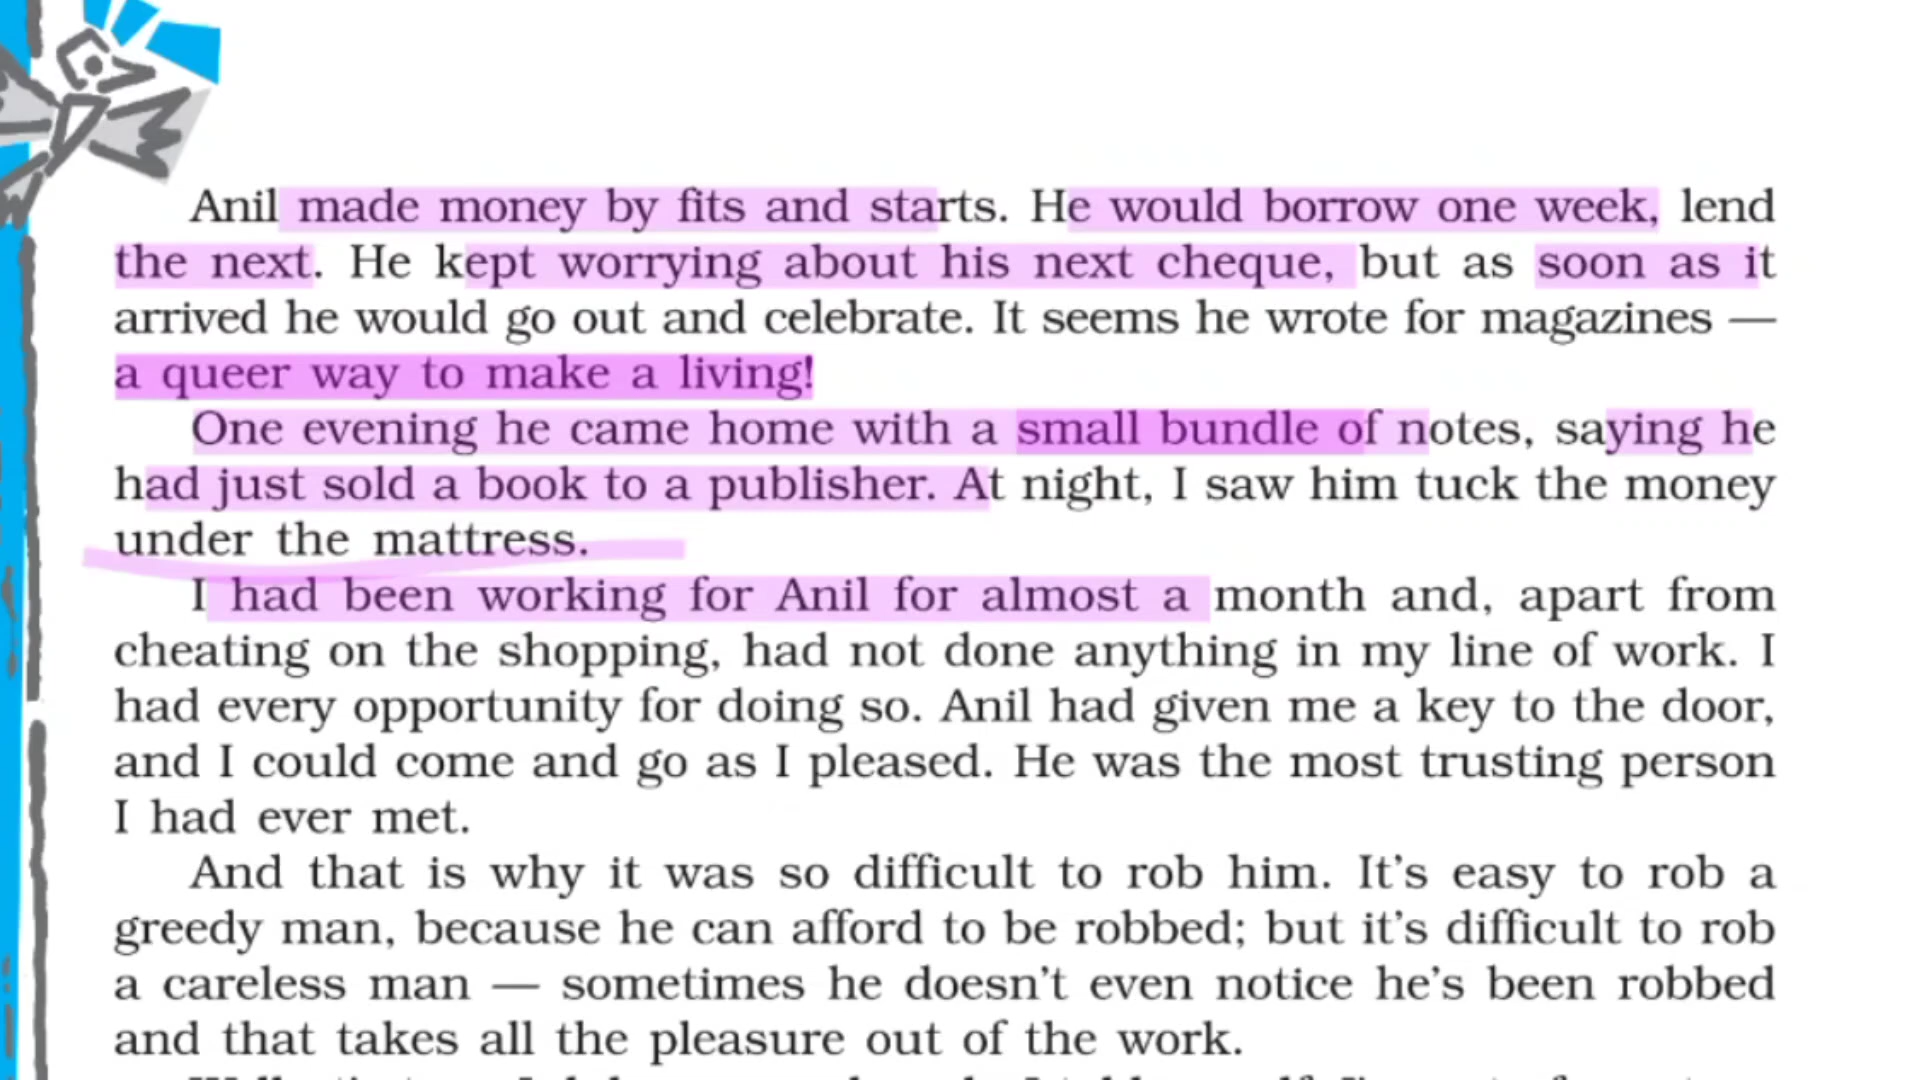 Anil made money by fits and starts. He would borrow one week, lend
the next. He kept worrying about his next cheque, but as soon as it
arrived he would go out and celebrate. It seems he wrote for magazines —
a queer way to make a living!
One evening he came home with a small bundle of notes, saying he
had just sold a book to a publisher. At night, I saw him tuck the money
under the mattress.
I had been working for Anil for almost a month and, apart from
cheating on the shopping, had not done anything in my line of work. I
had every opportunity for doing so. Anil had given me a key to the door,
and I could come and go as I pleased. He was the most trusting person
I had ever met.
And that is why it was so difficult to rob him. It's easy to rob a
greedy man, because he can afford to be robbed; but it's difficult to rob
a careless man — sometimes he doesn't even notice he's been robbed
and that takes all the pleasure out of the work.